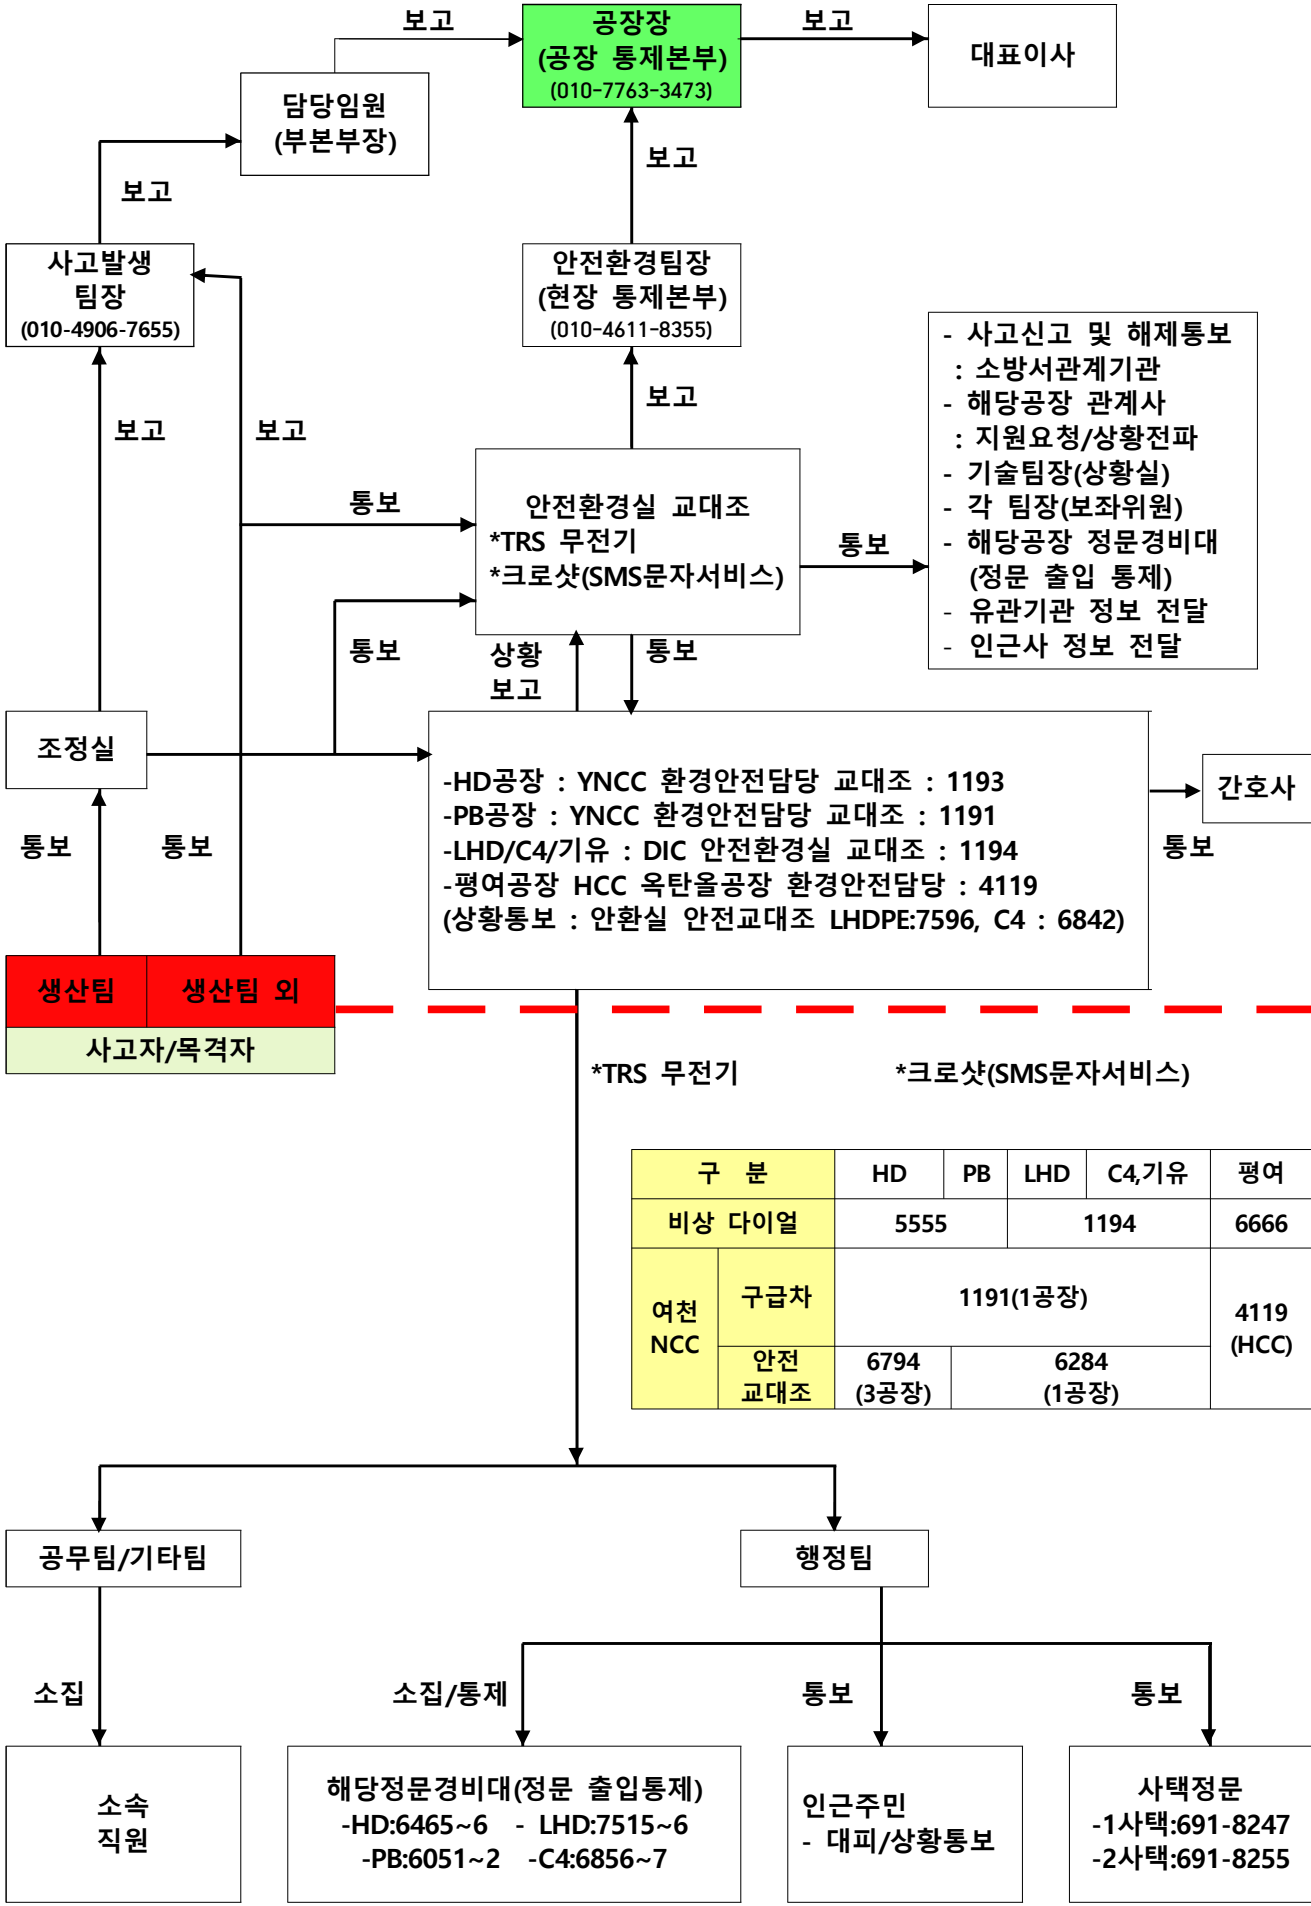 보고
공장장
(공장 통제본부)
(010-7763-3473)
보고
대표이사
담당임원
(부본부장)
보고
보고
사고발생
팀장
(010-4906-7655)
안전환경팀장
(현장 통제본부)
(010-4611-8355)
- 사고신고 및 해제통보
: 소방서관계기관
- 해당공장 관계사
: 지원요청/상황전파
- 기술팀장(상황실)
- 각 팀장(보좌위원)
- 해당공장 정문경비대
(정문 출입 통제)
- 유관기관 정보 전달
- 인근사 정보 전달
보고
보고
보고
통보
안전환경실 교대조
*TRS 무전기
*크로샷(SMS문자서비스)
통보
통보
상황
보고
통보
조정실
-HD공장 : YNCC 환경안전담당 교대조 : 1193
-PB공장 : YNCC 환경안전담당 교대조 : 1191
-LHD/C4/기유 : DIC 안전환경실 교대조 : 1194
-평여공장 HCC 옥탄올공장 환경안전담당 : 4119
(상황통보 : 안환실 안전교대조 LHDPE:7596, C4 : 6842)
간호사
통보
통보
통보
생산팀
생산팀 외
사고자/목격자
*TRS 무전기
*크로샷(SMS문자서비스)
구 분 HD PB LHD C4,기유 평여
비상 다이얼 5555 1194 6666
여천
NCC
구급차
1191(1공장)
4119
(HCC)
안전
교대조
6794
(3공장)
6284
(1공장)
공무팀/기타팀
행정팀
소집
소집/통제
통보
통보
소속
직원
해당정문경비대(정문 출입통제)
-HD:6465~6 - LHD:7515~6
-PB:6051~2 -C4:6856~7
인근주민
- 대피/상황통보
사택정문
-1사택:691-8247
-2사택:691-8255